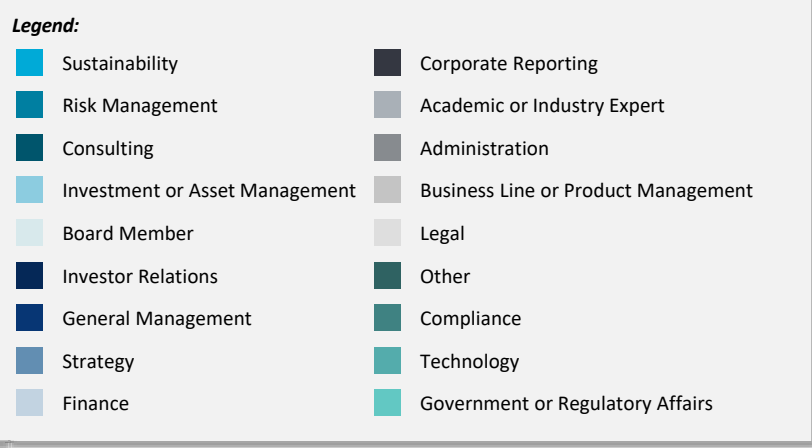 Legend:
Sustainability
Risk Management
Consulting
Investment or Asset Management
Board Member
Investor Relations
General Management
Strategy
Finance
Corporate Reporting
Academic or Industry Expert
Administration
Business Line or Product Management
Legal
Other
Compliance
Technology
Government or Regulatory Affairs